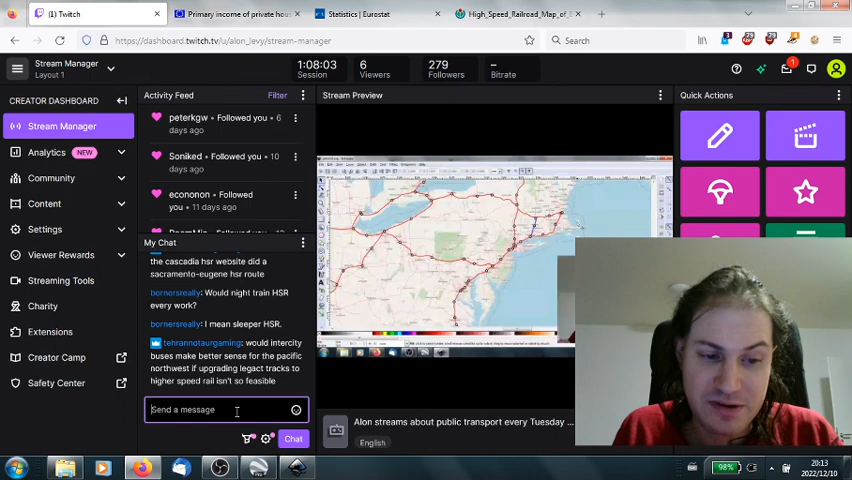 (1) Twitch
Primary income of private hous
Statistics | Eurostat
High_Speed_Railroad_Map_of_E
https://dashboard.twitch.tv/u/alon_levy/stream-manager
Search
Stream Manager
Layout 1
1:08:03
Session
6
Viewers
279
Followers
–
Bitrate
1
CREATOR DASHBOARD
Stream Manager
Analytics NEW
Community
Content
Settings
Viewer Rewards
Streaming Tools
Charity
Extensions
Creator Camp
Safety Center
Activity Feed Filter
peterkgw • Followed you • 6
days ago
Soniked • Followed you • 10
days ago
econonon • Followed
you • 11 days ago
My Chat
the cascadia hsr website did a
sacramento-eugene hsr route
bornersreally: Would night train HSR
every work?
bornersreally: I mean sleeper HSR.
tehrannotaurgaming: would intercity
buses make better sense for the pacific
northwest if upgrading legact tracks to
higher speed rail isn't so feasible
Send a message
Chat
Stream Preview
Alon streams about public transport every Tuesday ...
English
Quick Actions
98%
20:13
2022/12/10